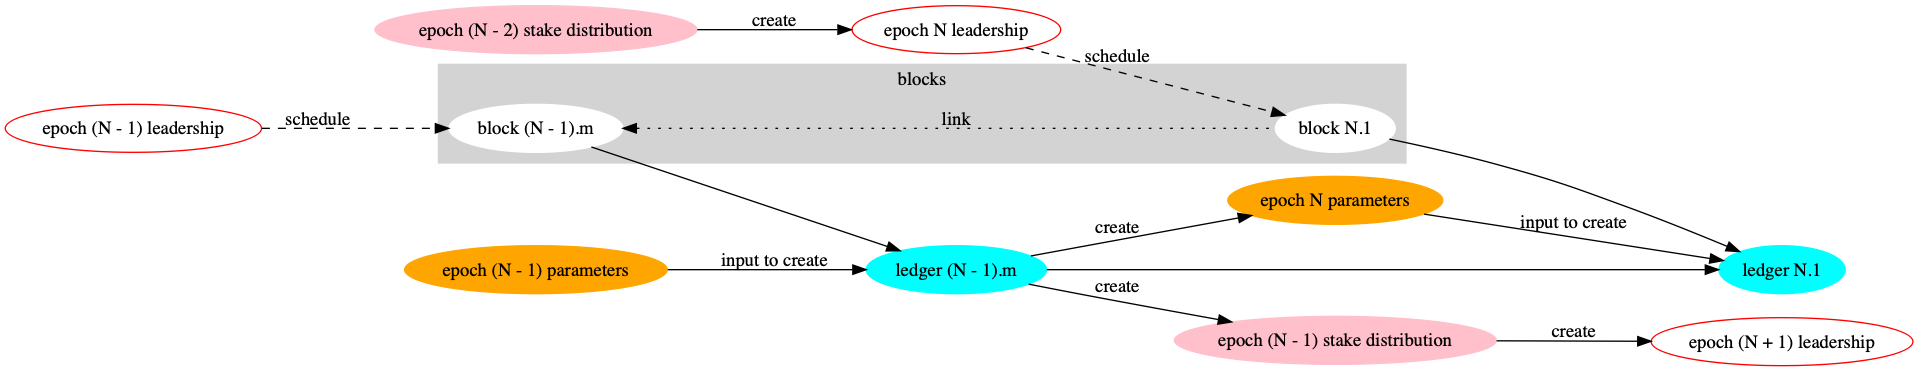 epoch (N - 2) stake distribution
create
epoch N leadership
schedule
blocks
epoch (N - 1) leadership
schedule
block (N - 1).m
link
block N.1
epoch N parameters
create
input to create
epoch (N - 1) parameters
input to create
ledger (N - 1).m
ledger N.1
create
epoch (N - 1) stake distribution
create
epoch (N + 1) leadership